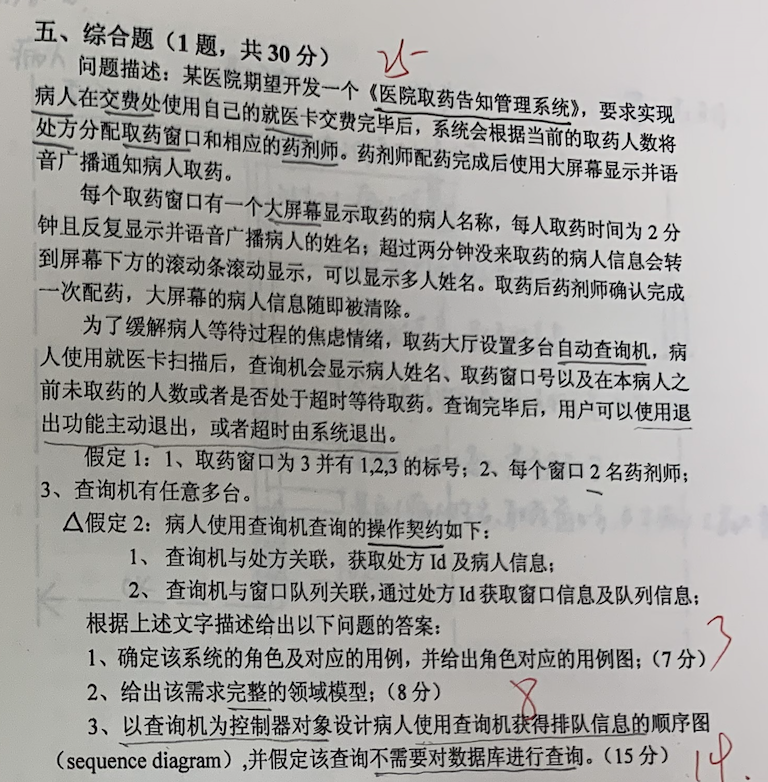 五、综合题（1题，共30分）
25
问题描述：某医院期望开发一个《医院取药告知管理系统》，要求实现
病人在交费处使用自己的就医卡交费完毕后，系统会根据当前的取药人数将
处方分配取药窗口和相应的药剂师。药剂师配药完成后使用大屏幕显示并语
音广播通知病人取药。
每个取药窗口有一个大屏幕显示取药的病人名称，每人取药时间为2分
钟且反复显示并语音广播病人的姓名；超过两分钟没来取药的病人信息会转
到屏幕下方的滚动条滚动显示，可以显示多人姓名。取药后药剂师确认完成
一次配药，大屏幕的病人信息随即被清除。
为了缓解病人等待过程的焦虑情绪，取药大厅设置多台自动查询机，病
人使用就医卡扫描后，查询机会显示病人姓名、取药窗口号以及在本病人之
前未取药的人数或者是否处于超时等待取药。查询完毕后，用户可以使用退
出功能主动退出，或者超时由系统退出。
假定1：1、取药窗口为3并有1,2,3的标号；2、每个窗口2名药剂师；
3、查询机有任意多台。
△假定2：病人使用查询机查询的操作契约如下：
1、 查询机与处方关联，获取处方Id及病人信息；
2、 查询机与窗口队列关联,通过处方Id获取窗口信息及队列信息；
根据上述文字描述给出以下问题的答案：
1、确定该系统的角色及对应的用例，并给出角色对应的用例图；（7分） 3
2、给出该需求完整的领域模型；（8分） 8
3、以查询机为控制器对象设计病人使用查询机获得排队信息的顺序图
（sequence diagram）,并假定该查询不需要对数据库进行查询。（15分） 14.